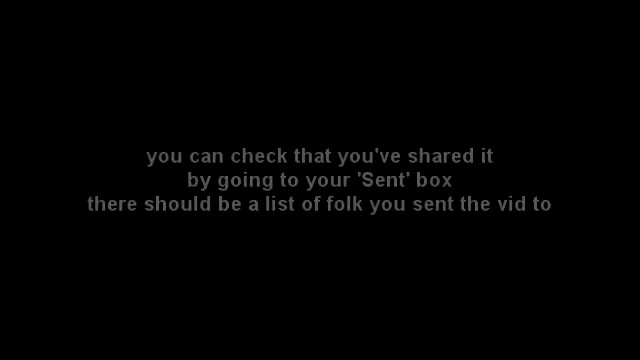 you can check that you've shared it
by going to your 'Sent' box
there should be a list of folk you sent the vid to